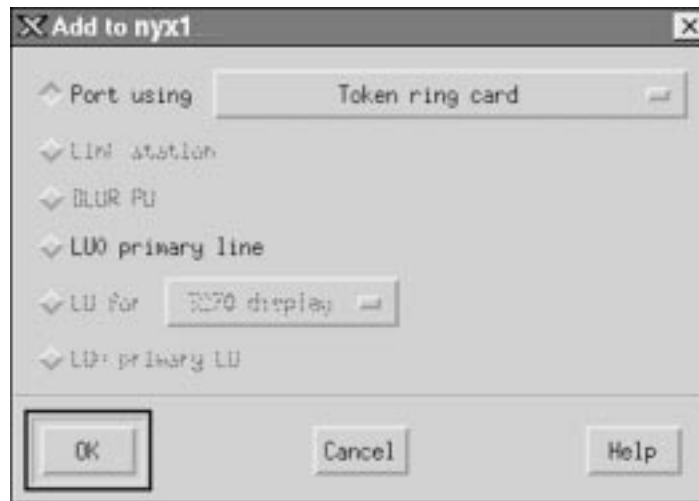 Add to nyx1
Port using Token ring card
Link station
DLUR PU
LU0 primary line
LU for 3270 display
LU0 primary LU
OK Cancel Help